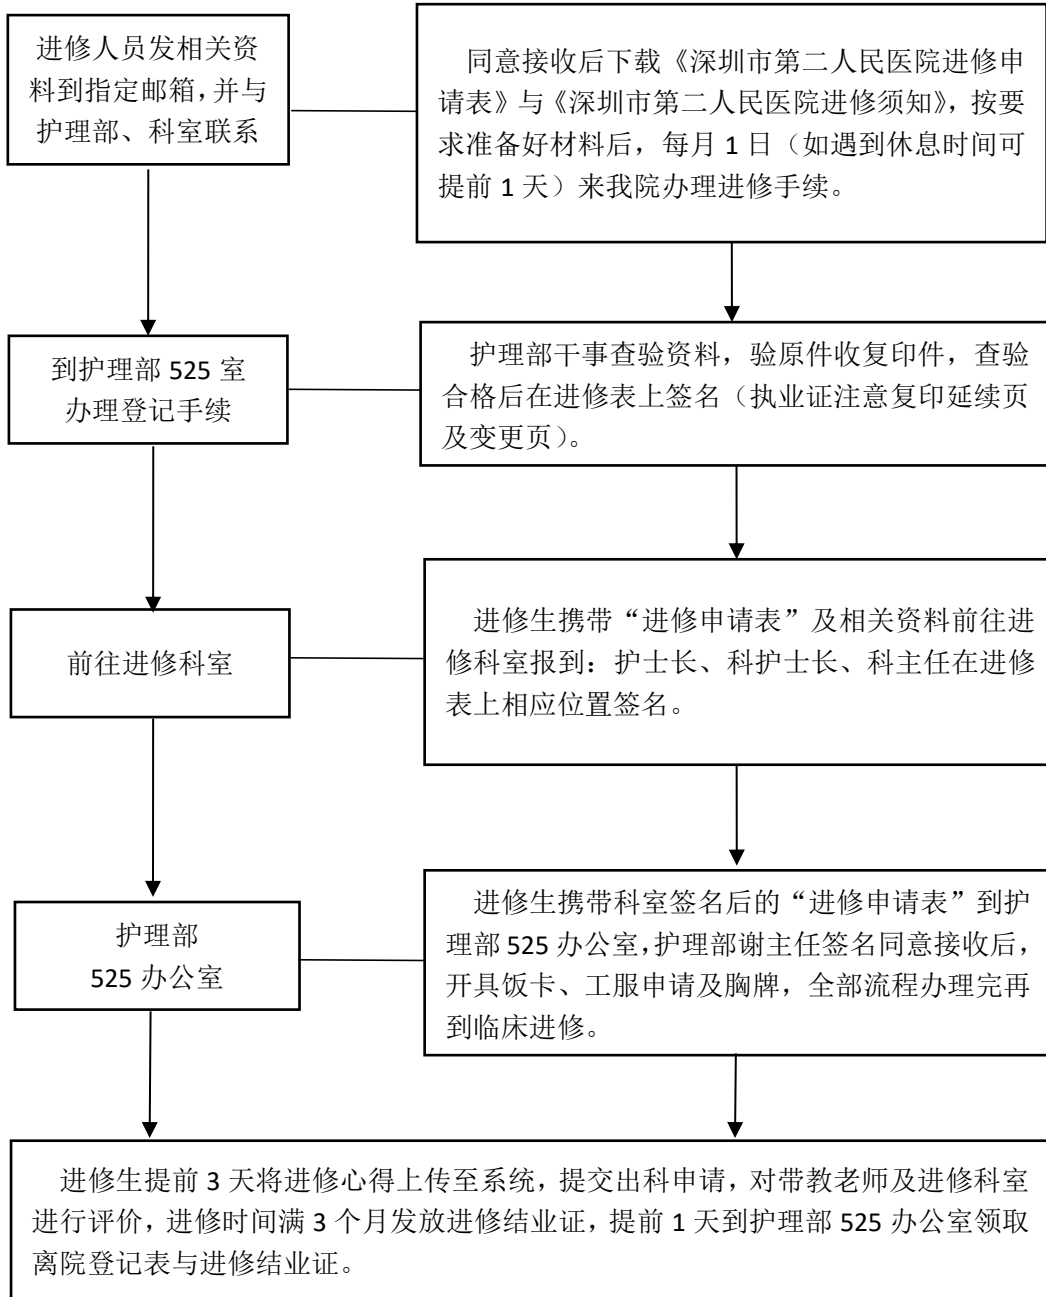 进修人员发相关资
料到指定邮箱，并与
护理部、科室联系
同意接收后下载《深圳市第二人民医院进修申
请表》与《深圳市第二人民医院进修须知》，按要
求准备好材料后，每月 1 日（如遇到休息时间可
提前 1 天）来我院办理进修手续。
到护理部 525 室
办理登记手续
护理部干事查验资料，验原件收复印件，查验
合格后在进修表上签名（执业证注意复印延续页
及变更页）。
前往进修科室
进修生携带“进修申请表”及相关资料前往进
修科室报到：护士长、科护士长、科主任在进修
表上相应位置签名。
护理部
525 办公室
进修生携带科室签名后的“进修申请表”到护
理部 525 办公室，护理部谢主任签名同意接收后，
开具饭卡、工服申请及胸牌，全部流程办理完再
到临床进修。
进修生提前 3 天将进修心得上传至系统，提交出科申请，对带教老师及进修科室
进行评价，进修时间满 3 个月发放进修结业证，提前 1 天到护理部 525 办公室领取
离院登记表与进修结业证。